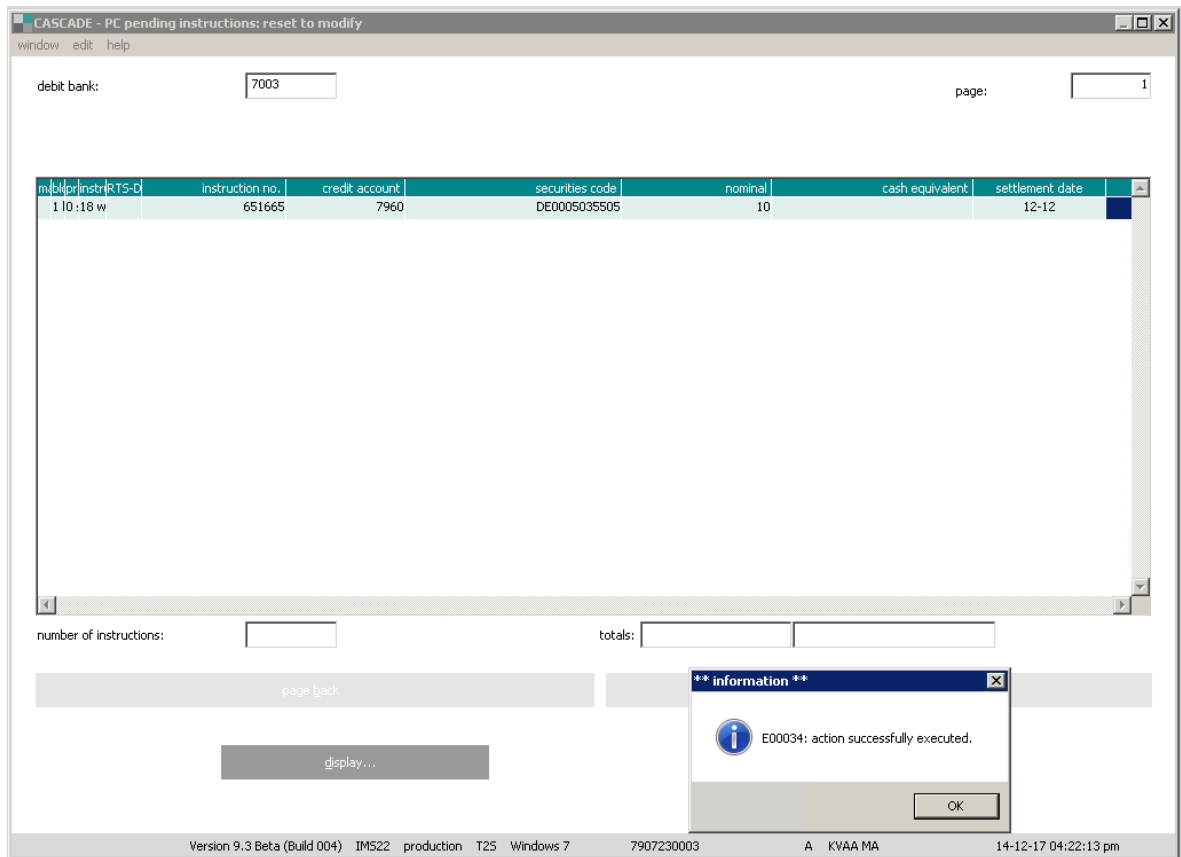 CASCADE - PC pending instructions: reset to modify
window edit help
debit bank: 7003 page: 1
instruction no. credit account securities code nominal cash equivalent settlement date
651665 7960 DE0005035505 10 12-12
number of instructions: totals:
page back
** information **
E00034: action successfully executed.
OK
display...
Version 9.3 Beta (Build 004) IMS22 production T2S Windows 7 7907230003 A KVAA MA 14-12-17 04:22:13 pm